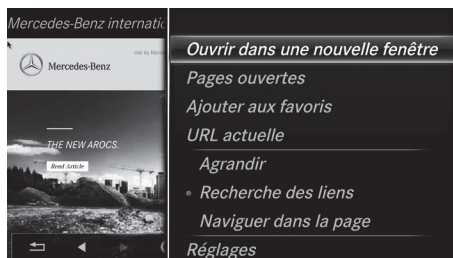 Mercedes-Benz internatio
Mercedes-Benz
THE NEW AROCS.
Read Article
Ouvrir dans une nouvelle fenêtre
Pages ouvertes
Ajouter aux favoris
URL actuelle
Agrandir
Recherche des liens
Naviguer dans la page
Réglages